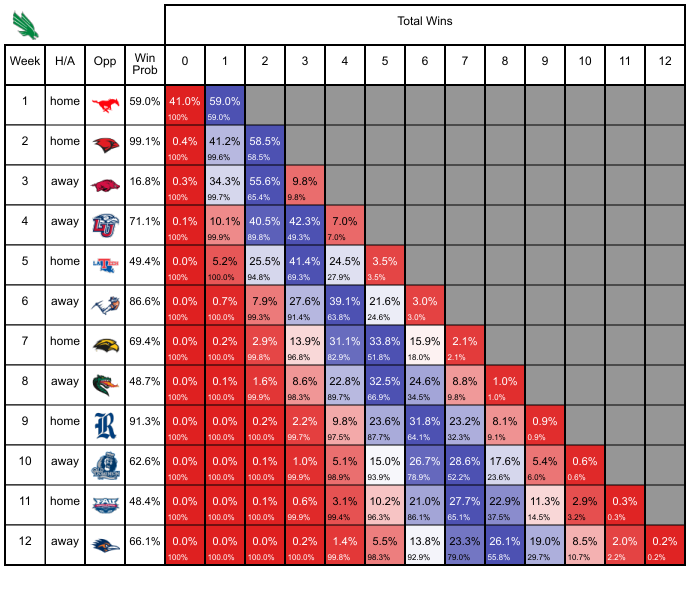 Total Wins
Week H/A Opp Win Prob 0 1 2 3 4 5 6 7 8 9 10 11 12
1 home 59.0% 41.0% 59.0%
100% 59.0%
2 home 99.1% 0.4% 41.2% 58.5%
100% 99.6% 58.5%
3 away 16.8% 0.3% 34.3% 55.6% 9.8%
100% 99.7% 65.4% 9.8%
4 away 71.1% 0.1% 10.1% 40.5% 42.3% 7.0%
100% 99.9% 89.8% 49.3% 7.0%
5 home 49.4% 0.0% 5.2% 25.5% 41.4% 24.5% 3.5%
100% 100.0% 94.8% 69.3% 27.9% 3.5%
6 away 86.6% 0.0% 0.7% 7.9% 27.6% 39.1% 21.6% 3.0%
100% 100.0% 99.3% 91.4% 63.8% 24.6% 3.0%
7 home 69.4% 0.0% 0.2% 2.9% 13.9% 31.1% 33.8% 15.9% 2.1%
100% 100.0% 99.8% 96.8% 82.9% 51.8% 18.0% 2.1%
8 away 48.7% 0.0% 0.1% 1.6% 8.6% 22.8% 32.5% 24.6% 8.8% 1.0%
100% 100.0% 99.9% 98.3% 89.7% 66.9% 34.5% 9.8% 1.0%
9 home 91.3% 0.0% 0.0% 0.2% 2.2% 9.8% 23.6% 31.8% 23.2% 8.1% 0.9%
100% 100.0% 100.0% 99.7% 97.5% 87.7% 64.1% 32.3% 9.1% 0.9%
10 away 62.6% 0.0% 0.0% 0.1% 1.0% 5.1% 15.0% 26.7% 28.6% 17.6% 5.4% 0.6%
100% 100.0% 100.0% 99.9% 98.9% 93.9% 78.9% 52.2% 23.6% 6.0% 0.6%
11 home 48.4% 0.0% 0.0% 0.1% 0.6% 3.1% 10.2% 21.0% 27.7% 22.9% 11.3% 2.9% 0.3%
100% 100.0% 100.0% 99.9% 99.4% 96.3% 86.1% 65.1% 37.5% 14.5% 3.2% 0.3%
12 away 66.1% 0.0% 0.0% 0.0% 0.2% 1.4% 5.5% 13.8% 23.3% 26.1% 19.0% 8.5% 2.0% 0.2%
100% 100.0% 100.0% 100.0% 99.8% 98.3% 92.9% 79.0% 55.8% 29.7% 10.7% 2.2% 0.2%